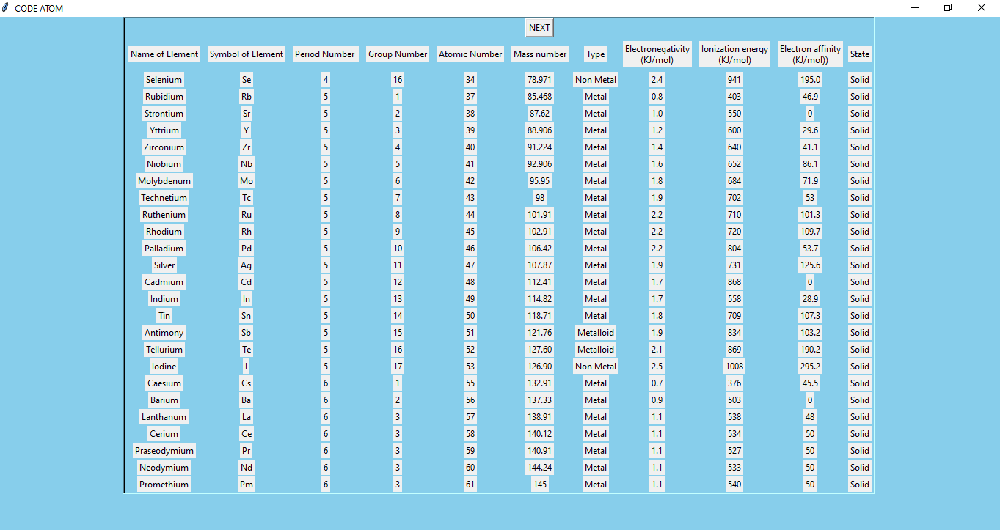 CODE ATOM
NEXT
Name of Element Symbol of Element Period Number Group Number Atomic Number Mass number Type Electronegativity (KJ/mol) Ionization energy (KJ/mol) Electron affinity (KJ/mol)) State
Selenium Se 4 16 34 78.971 Non Metal 2.4 941 195.0 Solid
Rubidium Rb 5 1 37 85.468 Metal 0.8 403 46.9 Solid
Strontium Sr 5 2 38 87.62 Metal 1.0 550 0 Solid
Yttrium Y 5 3 39 88.906 Metal 1.2 600 29.6 Solid
Zirconium Zr 5 4 40 91.224 Metal 1.4 640 41.1 Solid
Niobium Nb 5 5 41 92.906 Metal 1.6 652 86.1 Solid
Molybdenum Mo 5 6 42 95.95 Metal 1.8 684 71.9 Solid
Technetium Tc 5 7 43 98 Metal 1.9 702 53 Solid
Ruthenium Ru 5 8 44 101.91 Metal 2.2 710 101.3 Solid
Rhodium Rh 5 9 45 102.91 Metal 2.2 720 109.7 Solid
Palladium Pd 5 10 46 106.42 Metal 2.2 804 53.7 Solid
Silver Ag 5 11 47 107.87 Metal 1.9 731 125.6 Solid
Cadmium Cd 5 12 48 112.41 Metal 1.7 868 0 Solid
Indium In 5 13 49 114.82 Metal 1.7 558 28.9 Solid
Tin Sn 5 14 50 118.71 Metal 1.8 709 107.3 Solid
Antimony Sb 5 15 51 121.76 Metalloid 1.9 834 103.2 Solid
Tellurium Te 5 16 52 127.60 Metalloid 2.1 869 190.2 Solid
Iodine I 5 17 53 126.90 Non Metal 2.5 1008 295.2 Solid
Caesium Cs 6 1 55 132.91 Metal 0.7 376 45.5 Solid
Barium Ba 6 2 56 137.33 Metal 0.9 503 0 Solid
Lanthanum La 6 3 57 138.91 Metal 1.1 538 48 Solid
Cerium Ce 6 3 58 140.12 Metal 1.1 534 50 Solid
Praseodymium Pr 6 3 59 140.91 Metal 1.1 527 50 Solid
Neodymium Nd 6 3 60 144.24 Metal 1.1 533 50 Solid
Promethium Pm 6 3 61 145 Metal 1.1 540 50 Solid